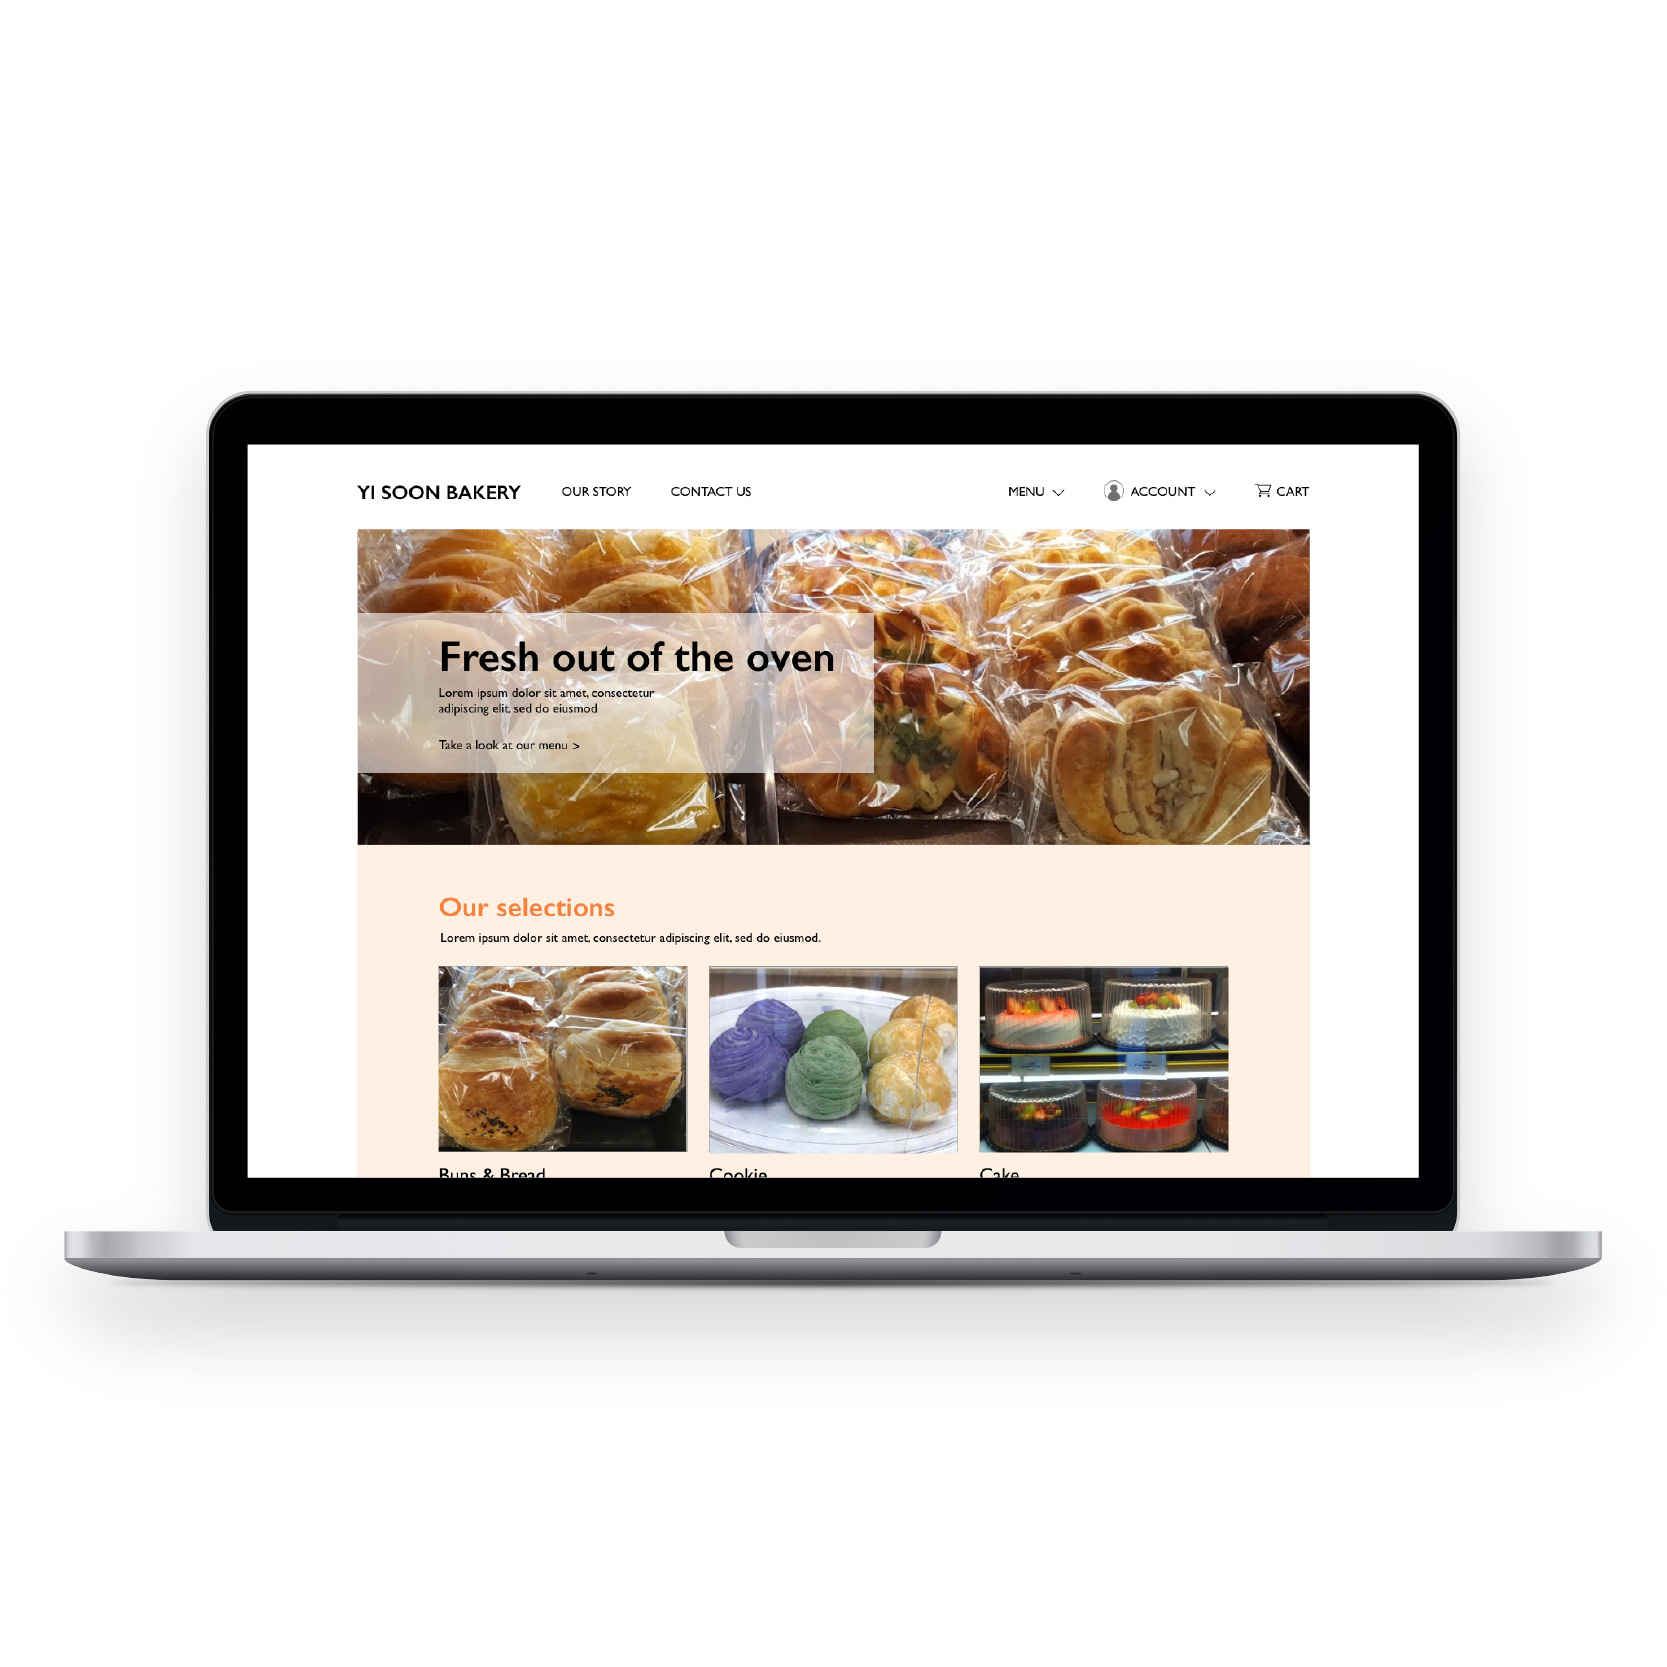 YI SOON BAKERY OUR STORY CONTACT US MENU ACCOUNT CART
Fresh out of the oven
Lorem ipsum dolor sit amet, consectetur
adipiscing elit, sed do eiusmod
Take a look at our menu >
Our selections
Lorem ipsum dolor sit amet, consectetur adipiscing elit, sed do eiusmod.
Buns & Bread Cookie Cake